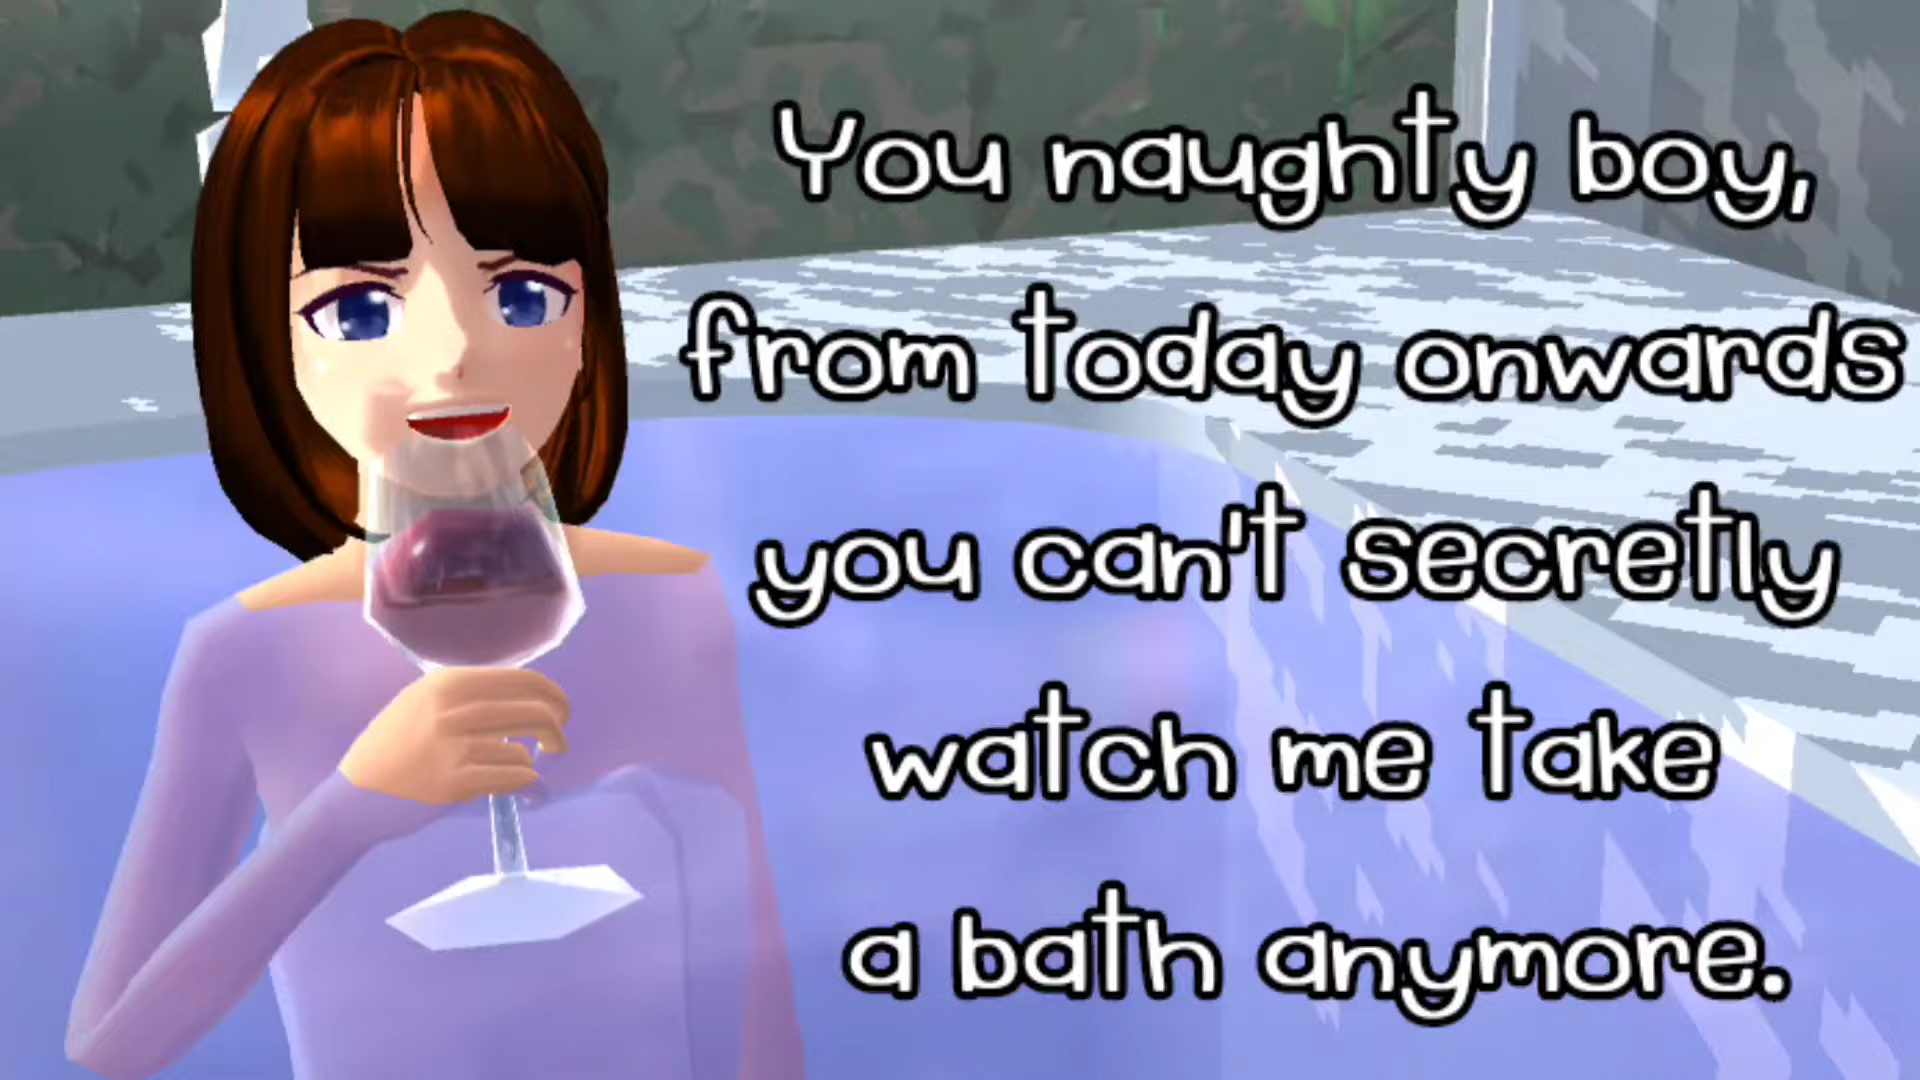 You naughty boy,
from today onwards
you can't secretly
watch me take
a bath anymore.